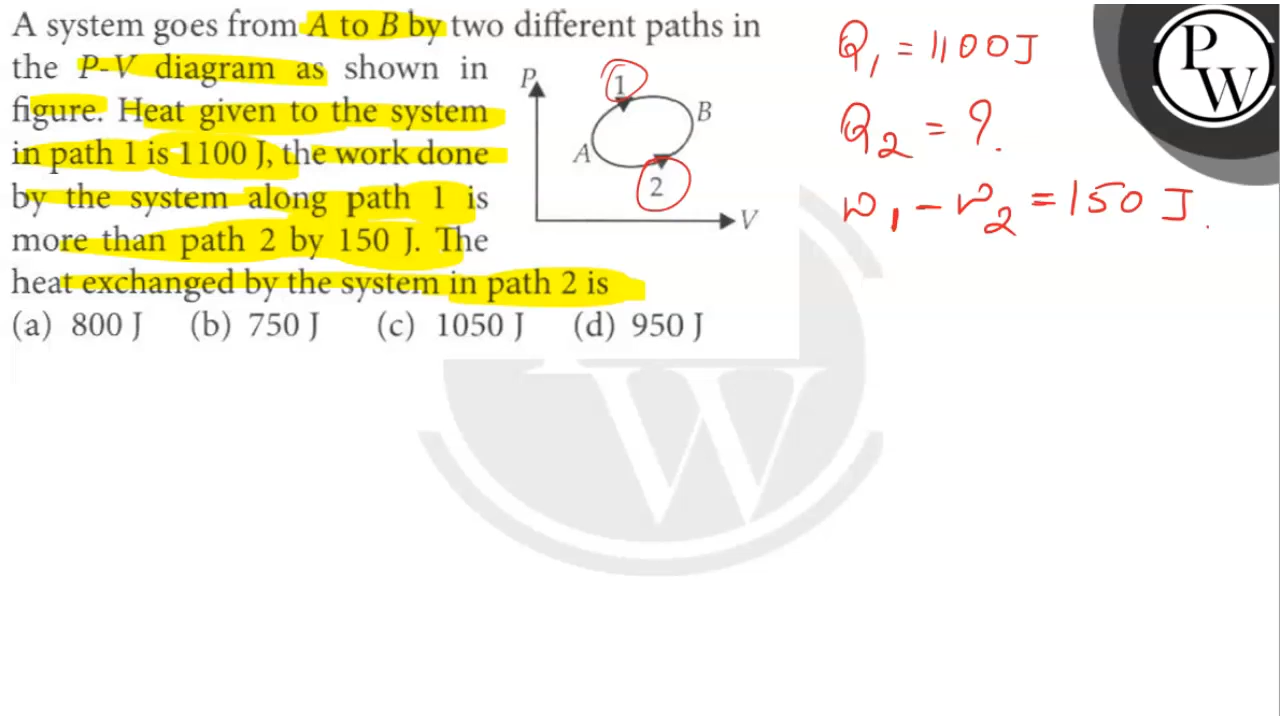 A system goes from A to B by two different paths in
the P-V diagram as shown in
figure. Heat given to the system
in path 1 is 1100 J, the work done
by the system along path 1 is
more than path 2 by 150 J. The
heat exchanged by the system in path 2 is
(a) 800 J (b) 750 J (c) 1050 J (d) 950 J
P
1
B
A
2
V
Q₁ = 1100J
Q₂ = ?.
W₁ - W₂ = 150 J.
P
W
W